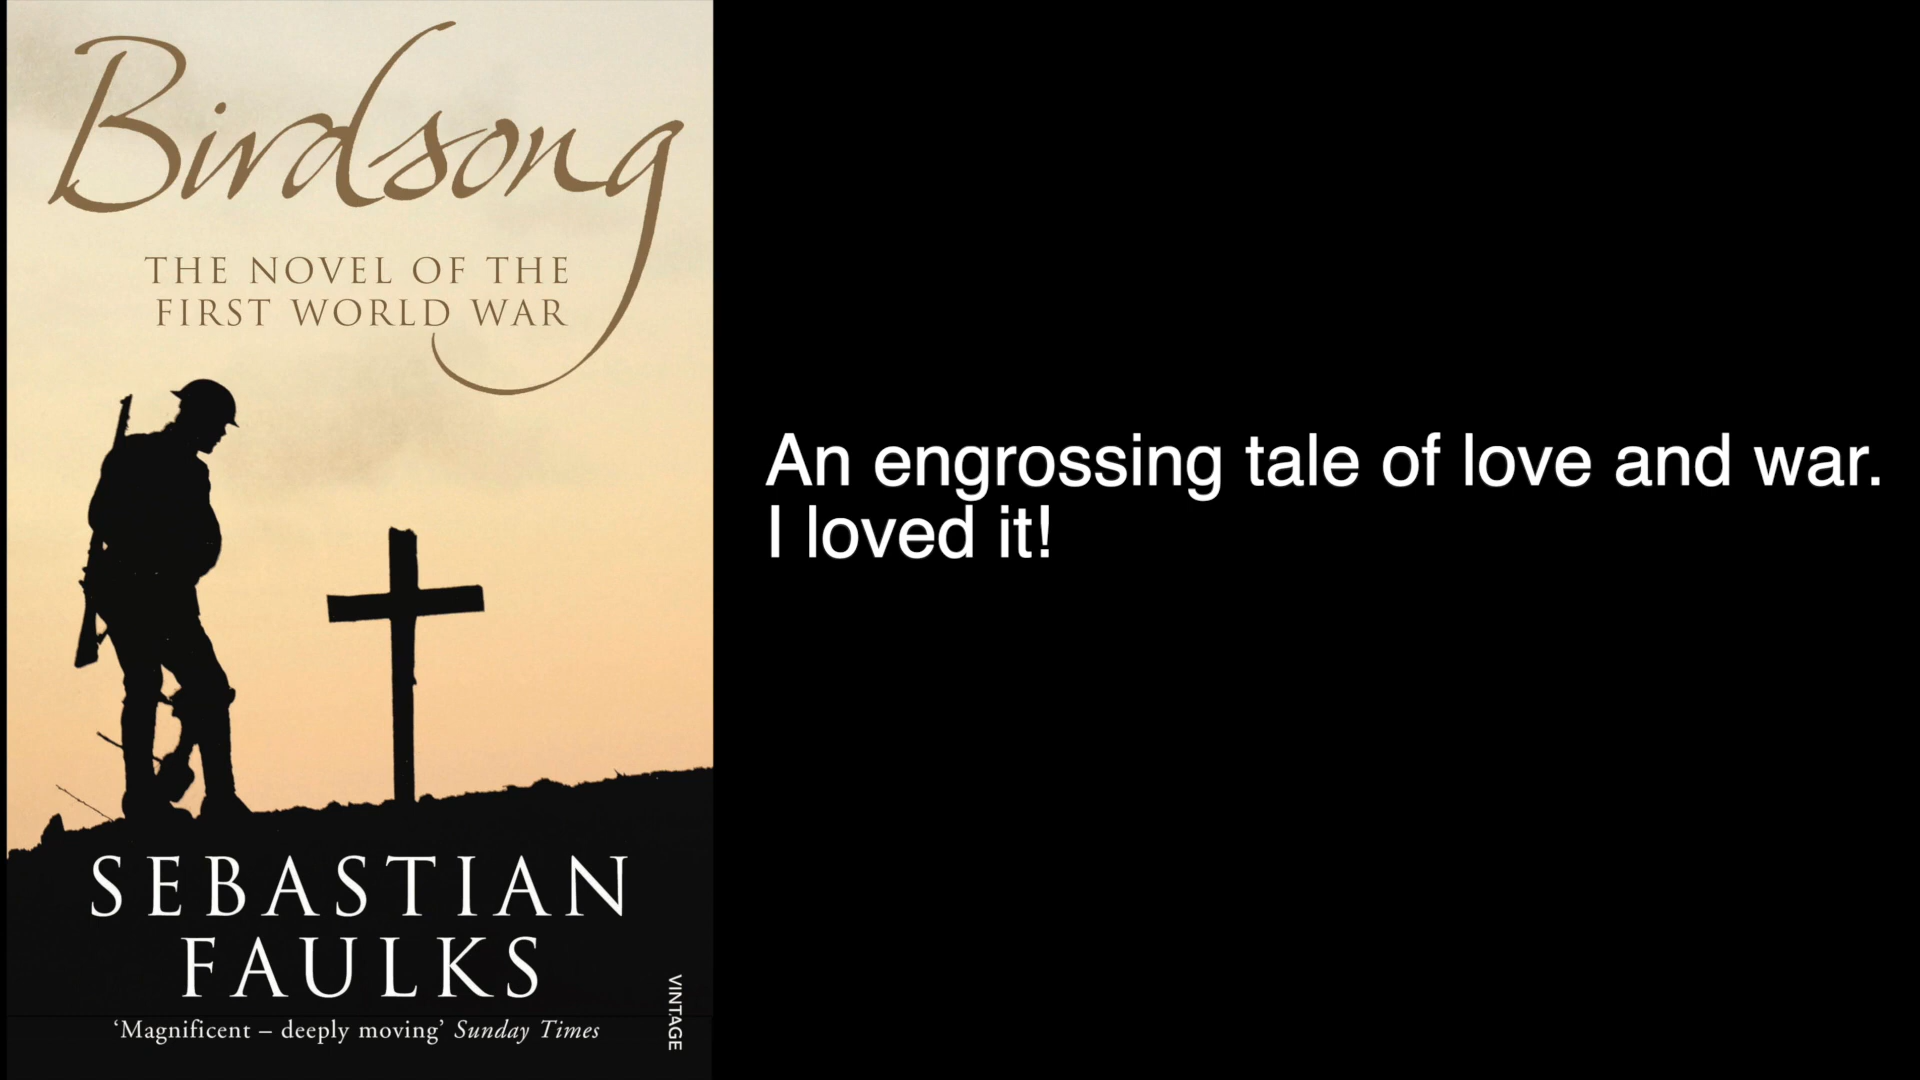 Birdsong
THE NOVEL OF THE
FIRST WORLD WAR
SEBASTIAN
FAULKS
‘Magnificent – deeply moving’ Sunday Times
VINTAGE
An engrossing tale of love and war.
I loved it!